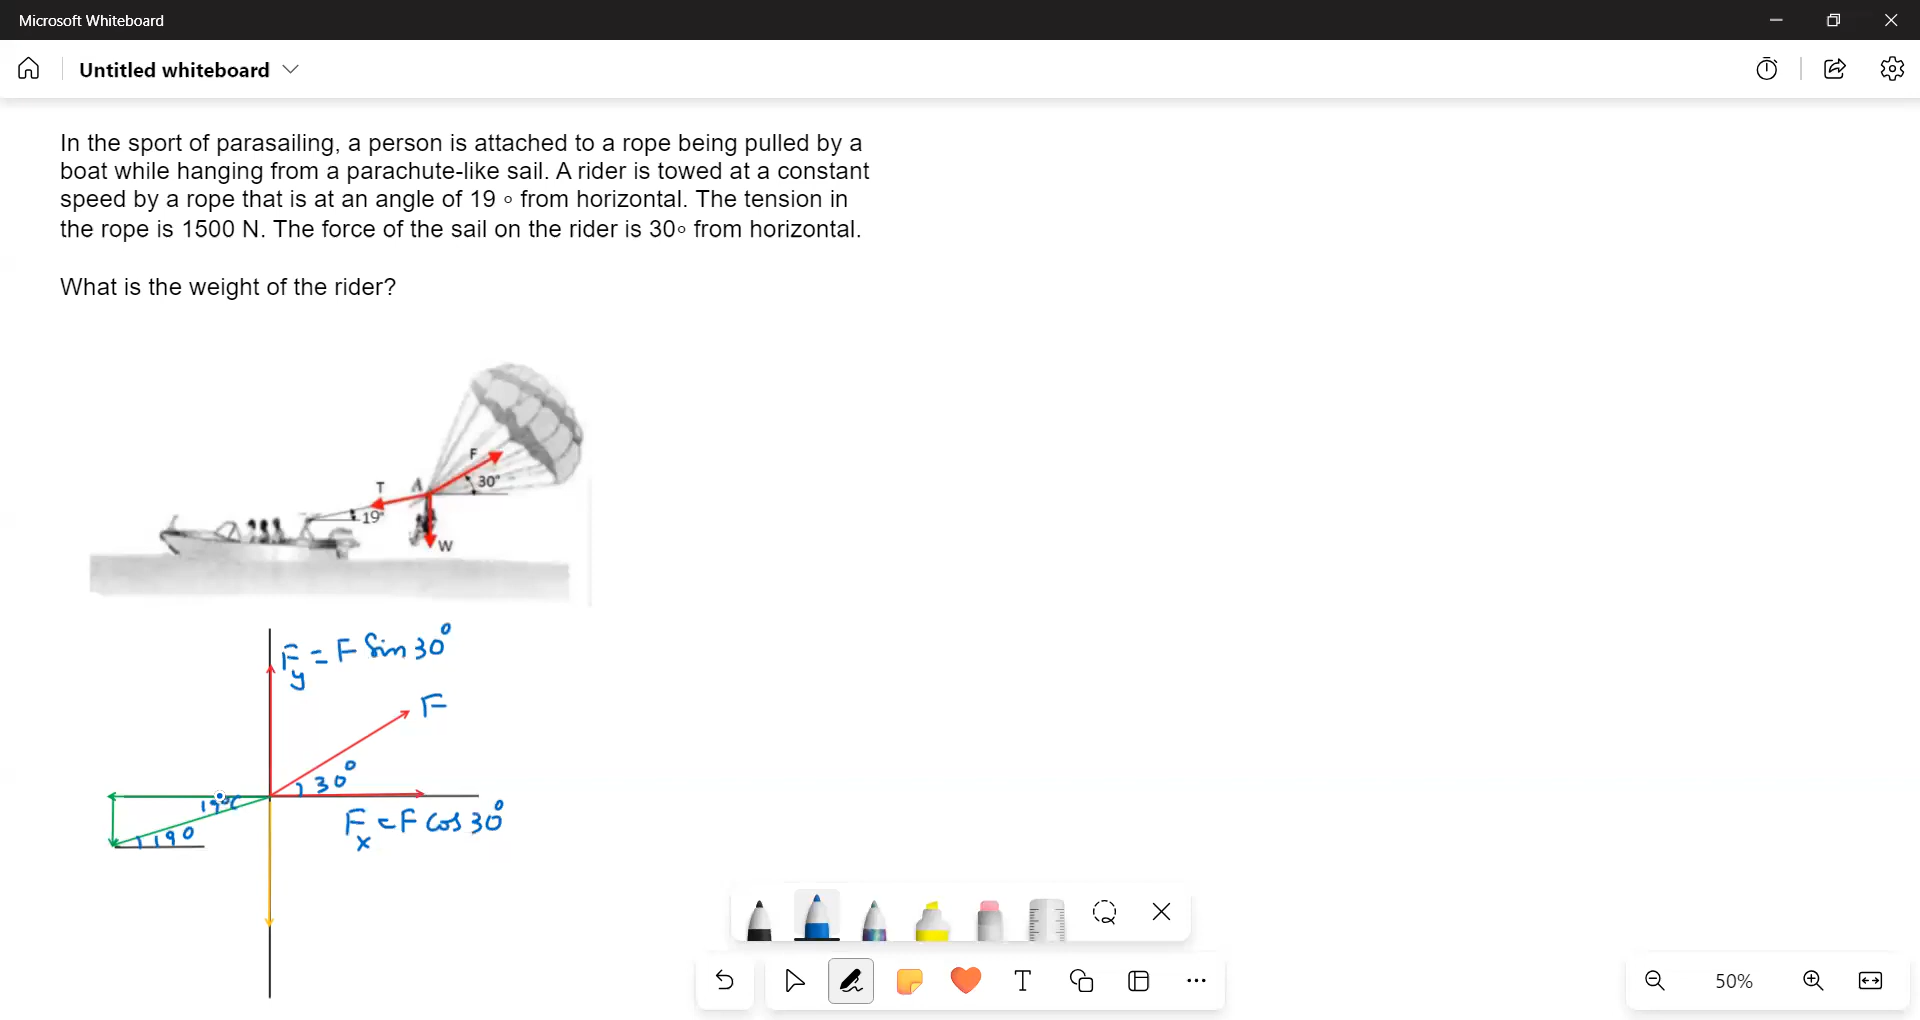 Microsoft Whiteboard
Untitled whiteboard
In the sport of parasailing, a person is attached to a rope being pulled by a
boat while hanging from a parachute-like sail. A rider is towed at a constant
speed by a rope that is at an angle of 19 ∘ from horizontal. The tension in
the rope is 1500 N. The force of the sail on the rider is 30∘ from horizontal.
What is the weight of the rider?
F
30°
T
A
19°
W
F_y = F Sin 30°
F
30°
19°
F_x = F Cos 30°
190
T
50%